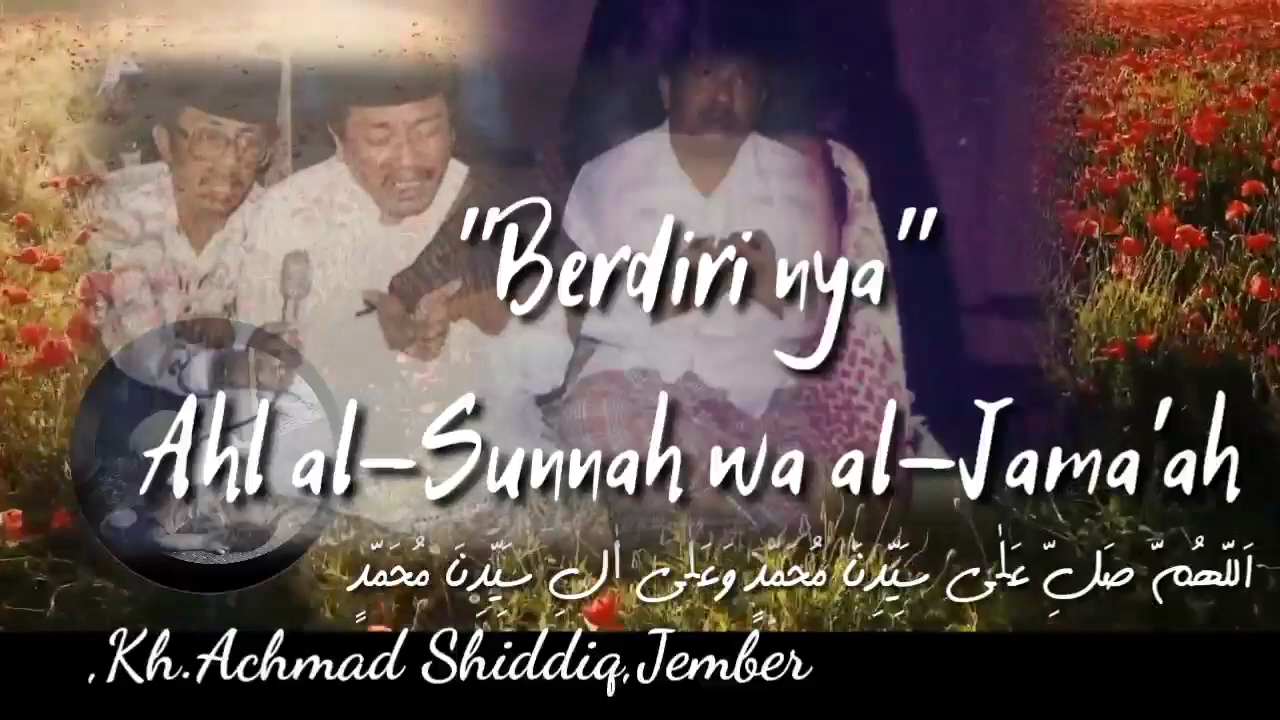 "Berdiri nya"
Ahl al-Sunnah wa al-Jama'ah
اَللّٰهُمَّ صَلِّ عَلٰى سَيِّدِنَا مُحَمَّدٍ وَعَلٰى اٰلِ سَيِّدِنَا مُحَمَّدٍ
,Kh.Achmad Shiddiq,Jember